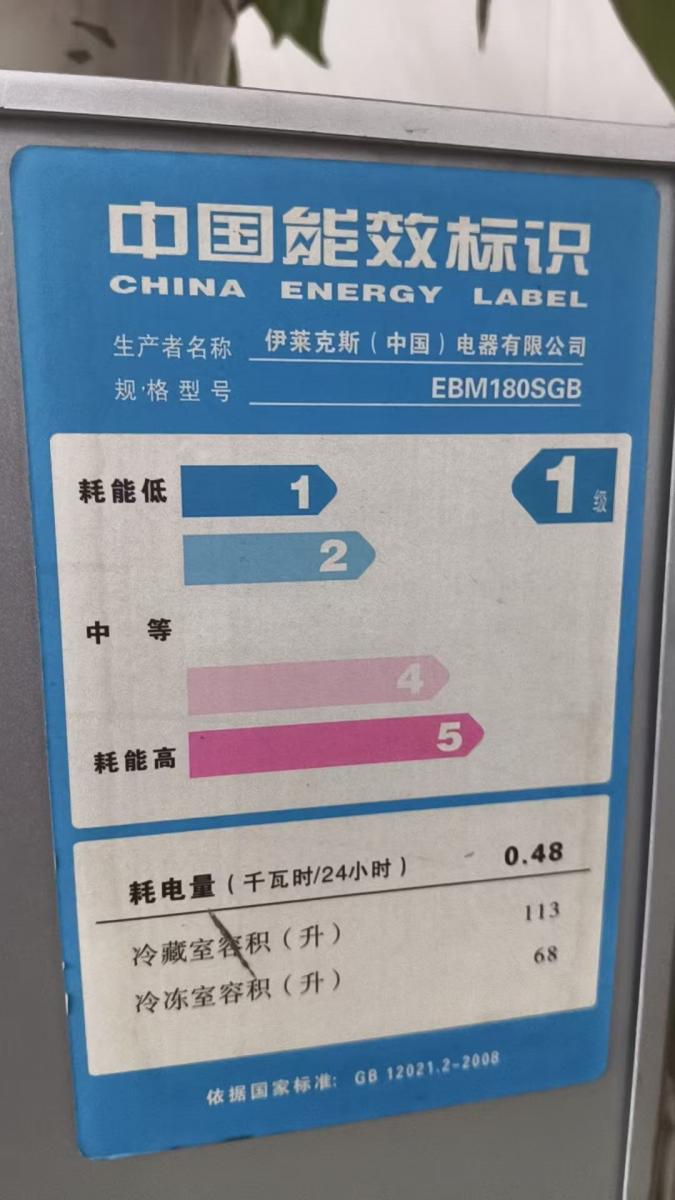 中国能效标识
CHINA ENERGY LABEL
生产者名称 伊莱克斯（中国）电器有限公司
规·格型号 EBM180SGB
耗能低 1 1级
2
中等
4
耗能高 5
耗电量（千瓦时/24小时） 0.48
冷藏室容积（升） 113
冷冻室容积（升） 68
依据国家标准: GB 12021.2-2008